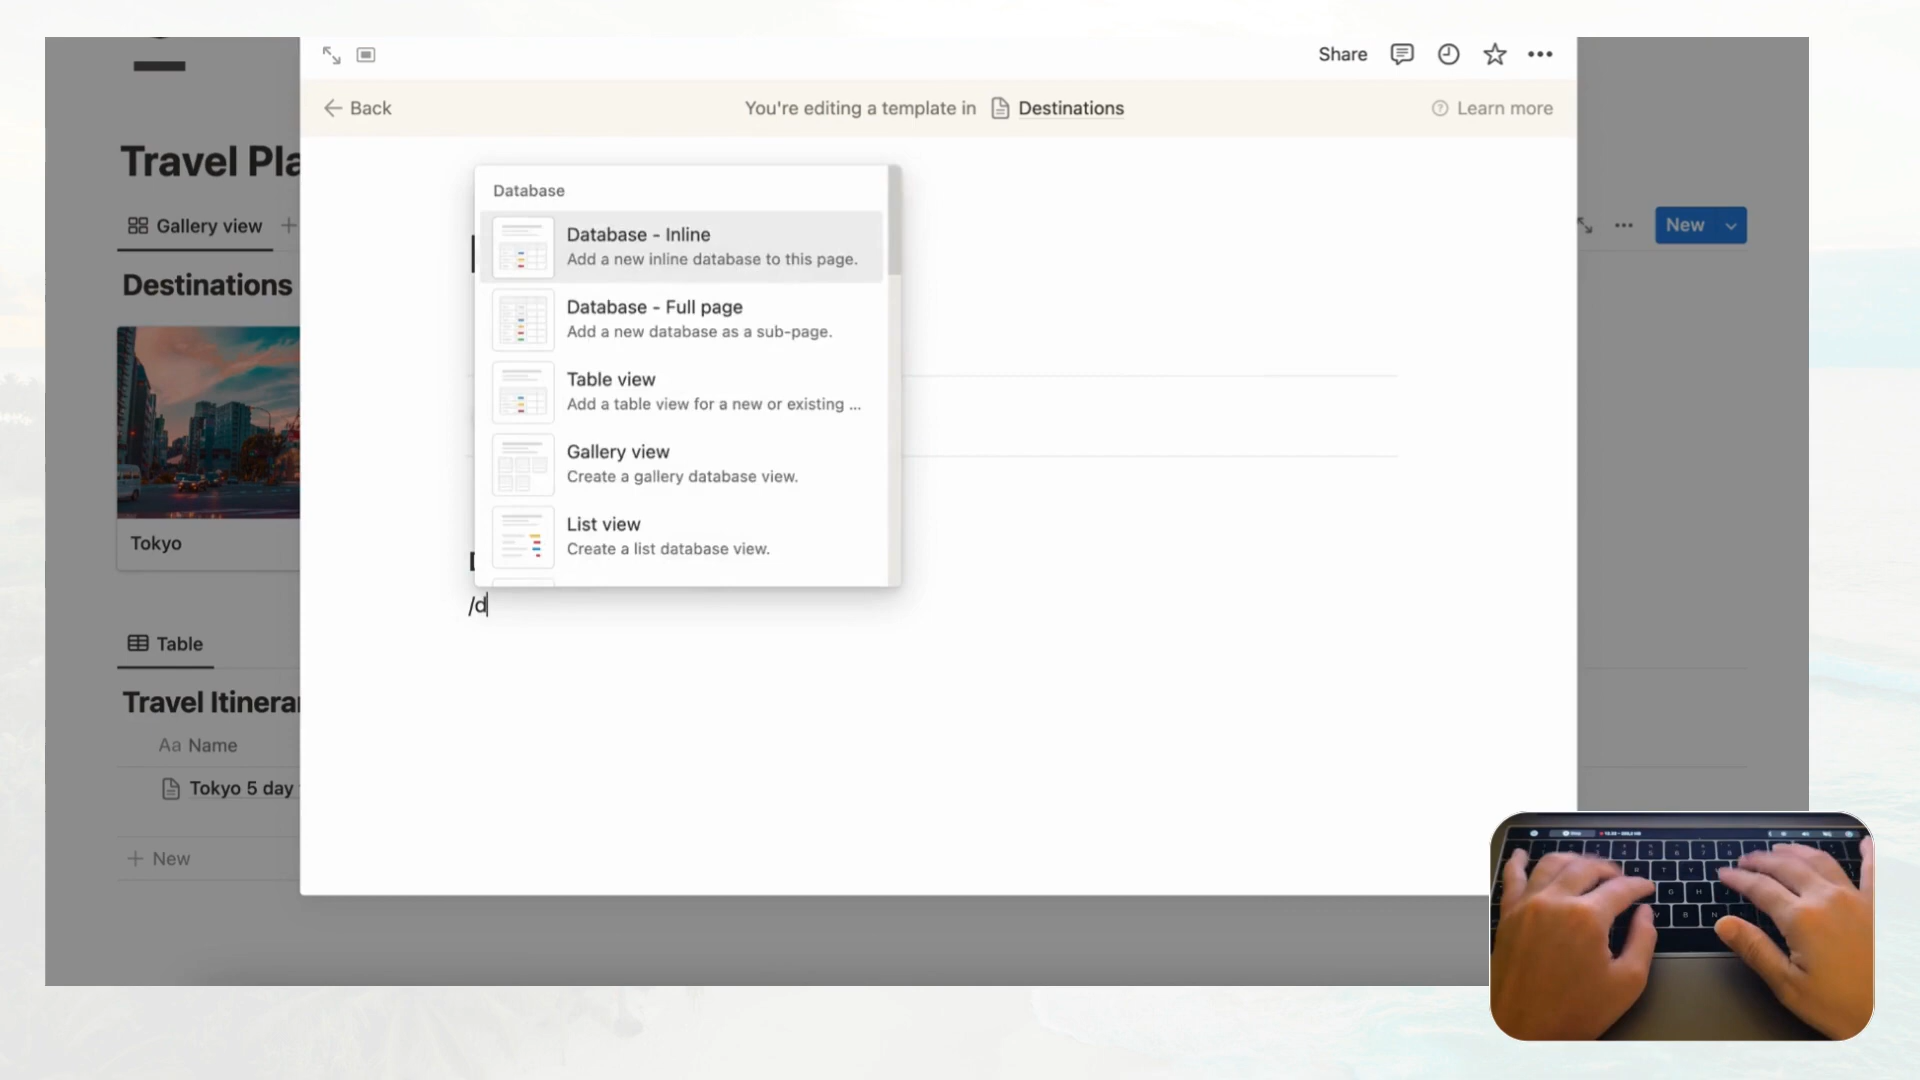 Share
Back
You're editing a template in Destinations
Learn more
Travel Pla
Database
Gallery view
Database - Inline
Add a new inline database to this page.
New
Destinations
Database - Full page
Add a new database as a sub-page.
Table view
Add a table view for a new or existing ...
Gallery view
Create a gallery database view.
List view
Create a list database view.
Tokyo
/d
Table
Travel Itinerar
Aa Name
Tokyo 5 day
New